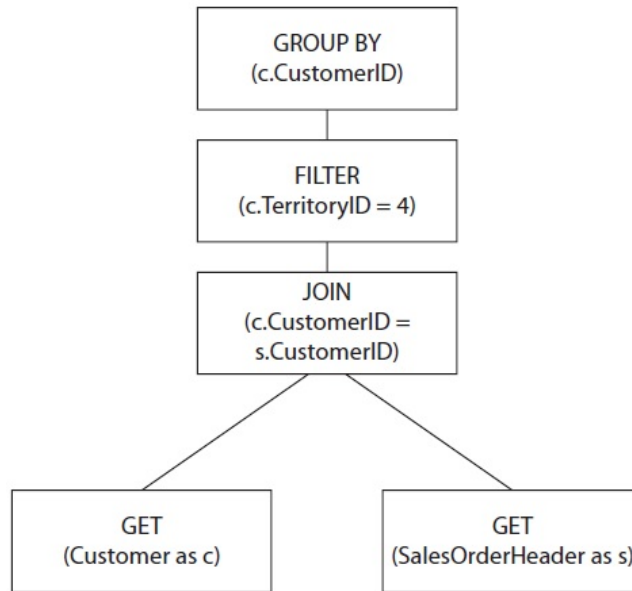 GROUP BY
(c.CustomerID)
FILTER
(c.TerritoryID = 4)
JOIN
(c.CustomerID =
s.CustomerID)
GET
(Customer as c)
GET
(SalesOrderHeader as s)